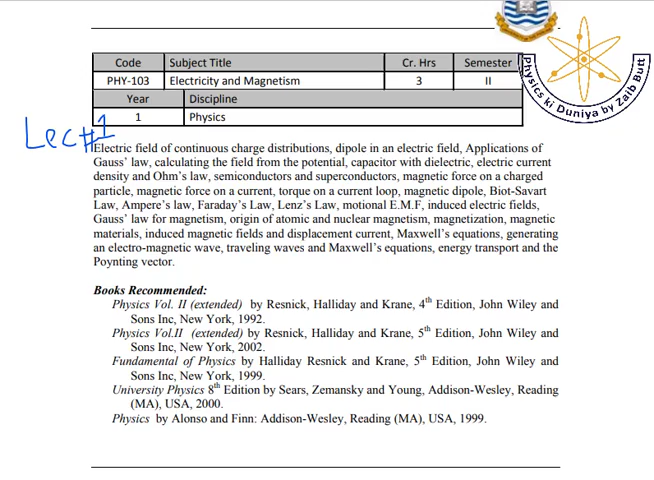 Physics ki Duniya by Zaib Butt
Code Subject Title Cr. Hrs Semester
PHY-103 Electricity and Magnetism 3 II
Year Discipline
1 Physics
Lec#1
Electric field of continuous charge distributions, dipole in an electric field, Applications of
Gauss’ law, calculating the field from the potential, capacitor with dielectric, electric current
density and Ohm’s law, semiconductors and superconductors, magnetic force on a charged
particle, magnetic force on a current, torque on a current loop, magnetic dipole, Biot-Savart
Law, Ampere’s law, Faraday’s Law, Lenz’s Law, motional E.M.F, induced electric fields,
Gauss’ law for magnetism, origin of atomic and nuclear magnetism, magnetization, magnetic
materials, induced magnetic fields and displacement current, Maxwell’s equations, generating
an electro-magnetic wave, traveling waves and Maxwell’s equations, energy transport and the
Poynting vector.
Books Recommended:
Physics Vol. II (extended) by Resnick, Halliday and Krane, 4th Edition, John Wiley and
Sons Inc, New York, 1992.
Physics Vol.II (extended) by Resnick, Halliday and Krane, 5th Edition, John Wiley and
Sons Inc, New York, 2002.
Fundamental of Physics by Halliday Resnick and Krane, 5th Edition, John Wiley and
Sons Inc, New York, 1999.
University Physics 8th Edition by Sears, Zemansky and Young, Addison-Wesley, Reading
(MA), USA, 2000.
Physics by Alonso and Finn: Addison-Wesley, Reading (MA), USA, 1999.